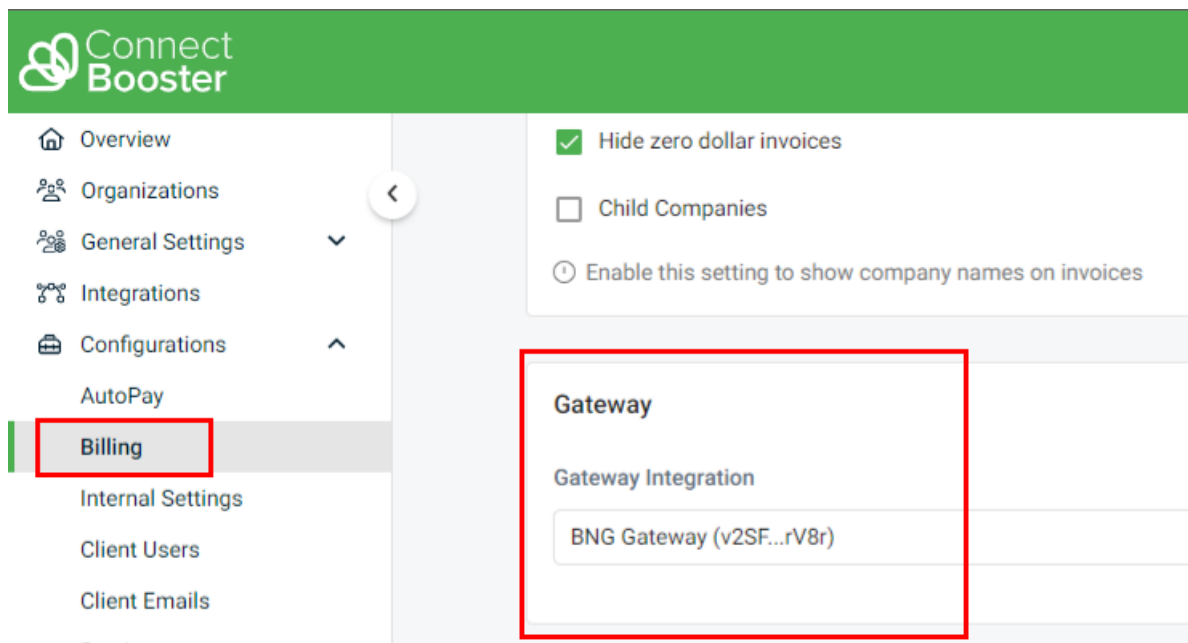 Connect
Booster
Overview
Organizations
General Settings
Integrations
Configurations
AutoPay
Billing
Internal Settings
Client Users
Client Emails
Hide zero dollar invoices
Child Companies
Enable this setting to show company names on invoices
Gateway
Gateway Integration
BNG Gateway (v2SF...rV8r)